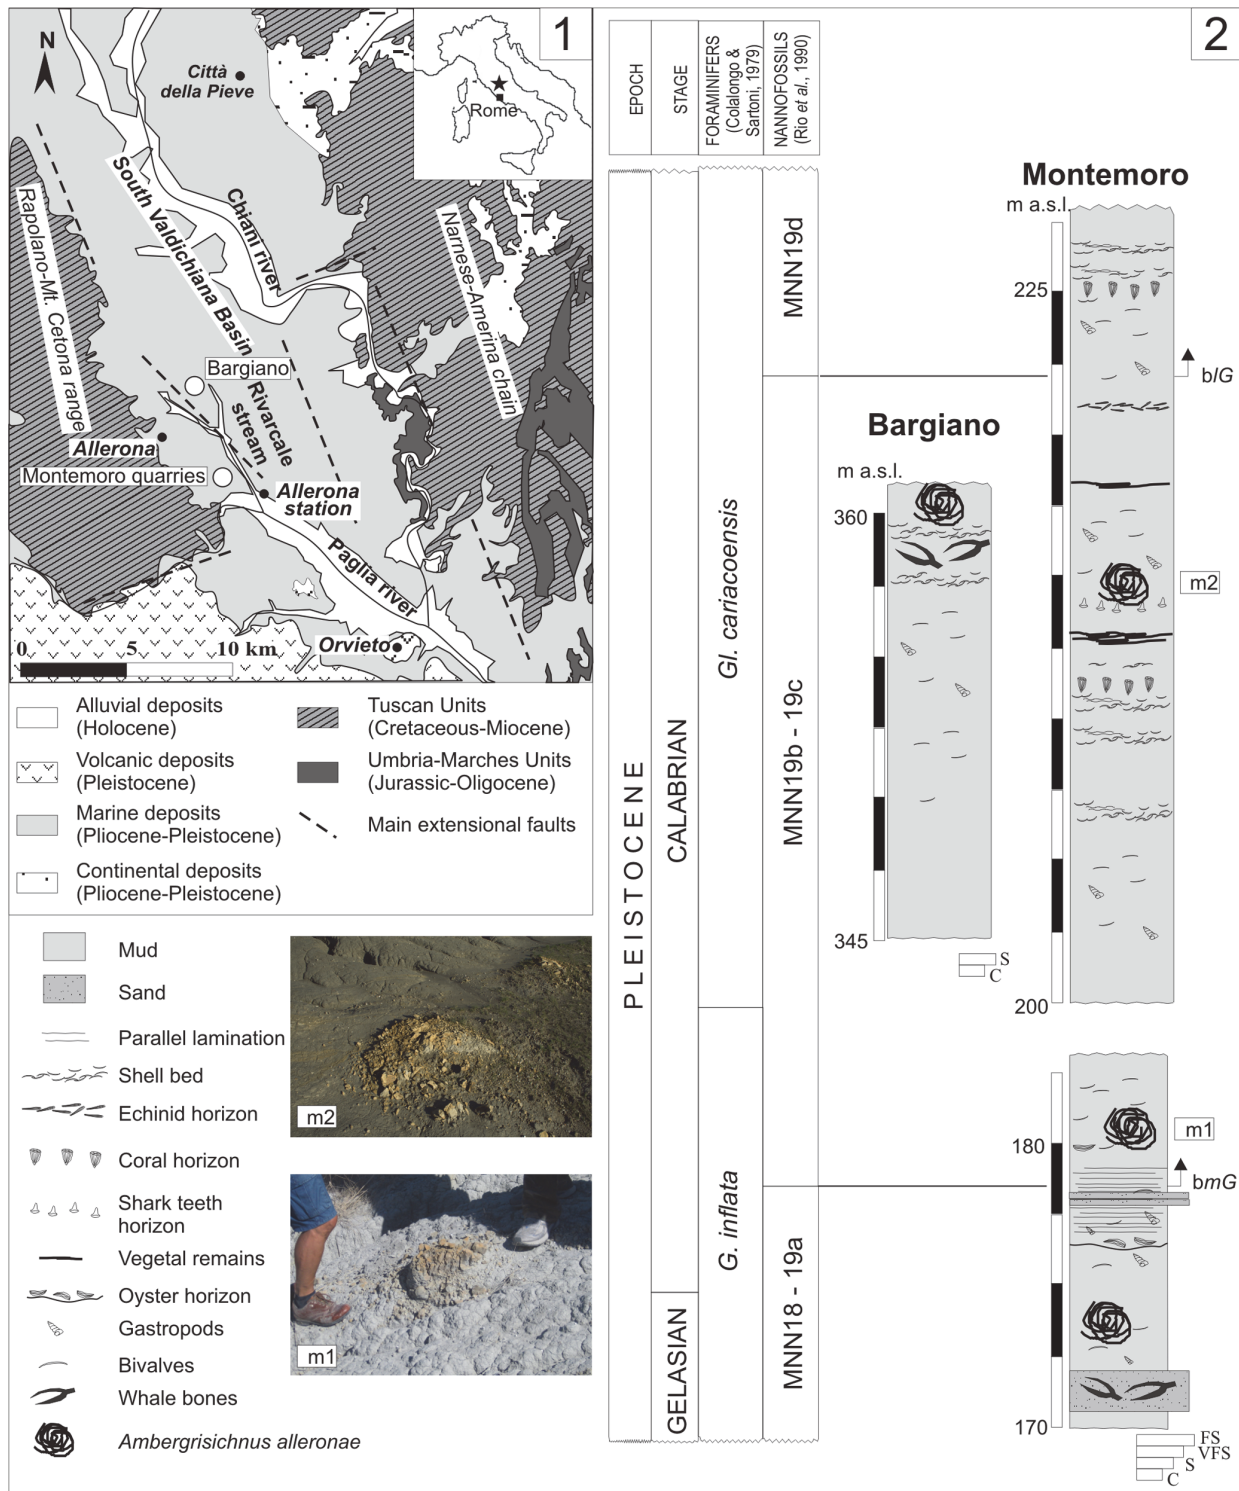 1
N
Città
della Pieve
Rome
Rapolano-Mt. Cetona range
South Valdichiana Basin
Chiani river
Narnese-Amerina chain
Bargiano
Rivarcale
stream
Allerona
Montemoro quarries
Allerona
station
Paglia river
Orvieto
0 5 10 km
Alluvial deposits
(Holocene)
Volcanic deposits
(Pleistocene)
Marine deposits
(Pliocene-Pleistocene)
Continental deposits
(Pliocene-Pleistocene)
Tuscan Units
(Cretaceous-Miocene)
Umbria-Marches Units
(Jurassic-Oligocene)
Main extensional faults
Mud
Sand
Parallel lamination
Shell bed
Echinid horizon
Coral horizon
Shark teeth
horizon
Vegetal remains
Oyster horizon
Gastropods
Bivalves
Whale bones
Ambergrisichnus alleronae
m2
m1
2
EPOCH
STAGE
FORAMINIFERS
(Colalongo &
Sartoni, 1979)
NANNOFOSSILS
(Rio et al., 1990)
PLEISTOCENE
CALABRIAN
GELASIAN
Gl. cariacoensis
G. inflata
MNN19d
MNN19b - 19c
MNN18 - 19a
Bargiano
m a.s.l.
360
345
S
C
Montemoro
m a.s.l.
225
blG
m2
200
m1
180
bmG
170
FS
VFS
S
C